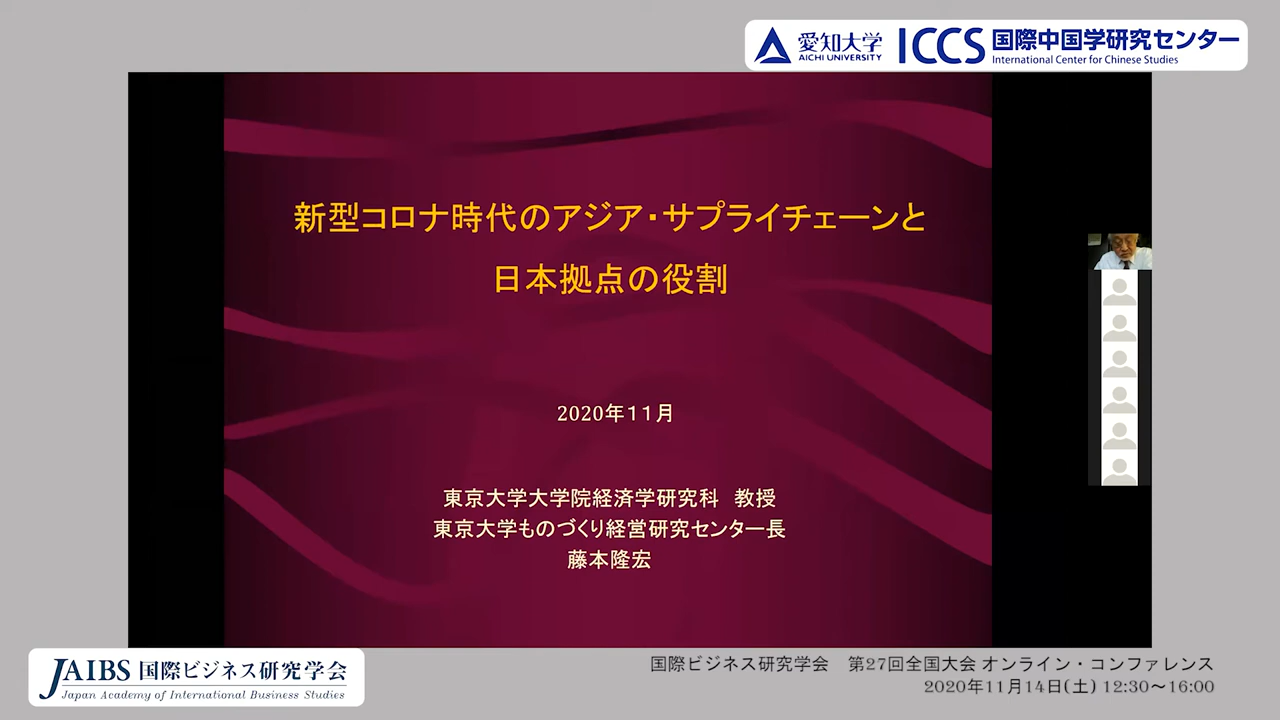 愛知大学
AICHI UNIVERSITY
ICCS 国際中国学研究センター
International Center for Chinese Studies
新型コロナ時代のアジア・サプライチェーンと
日本拠点の役割
2020年11月
東京大学大学院経済学研究科　教授
東京大学ものづくり経営研究センター長
藤本隆宏
JAIBS 国際ビジネス研究学会
Japan Academy of International Business Studies
国際ビジネス研究学会　第27回全国大会 オンライン・コンファレンス
2020年11月14日(土) 12:30〜16:00